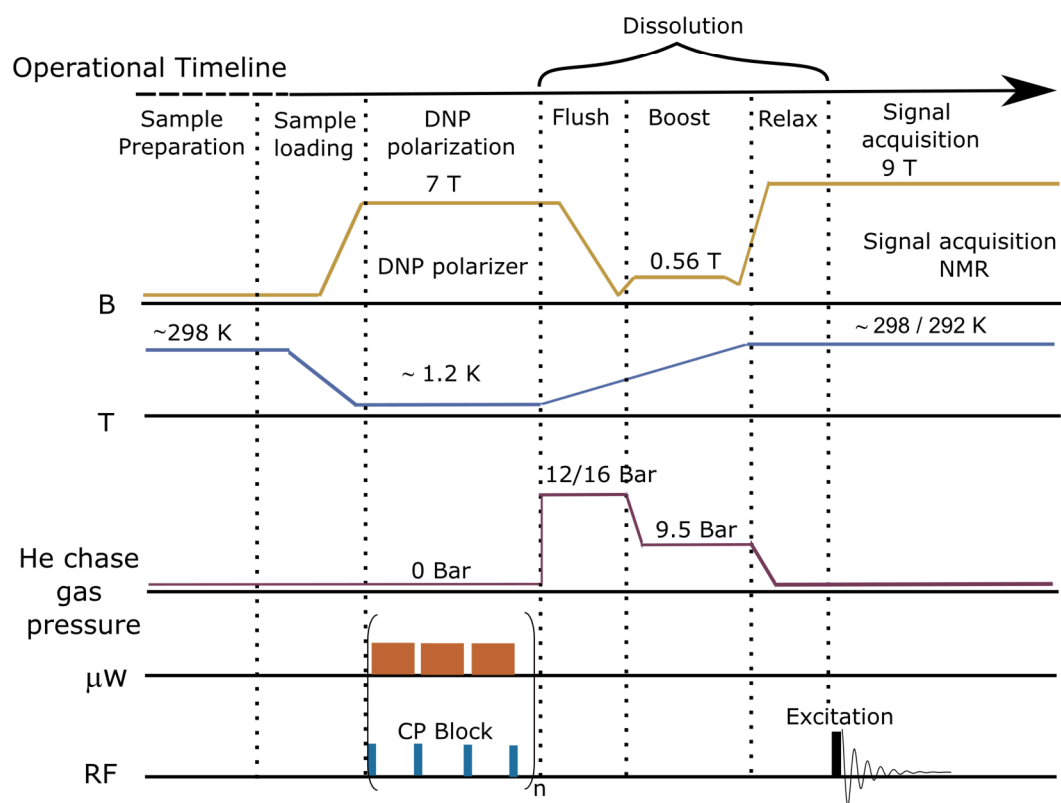 Dissolution
Operational Timeline
Sample
Preparation
Sample
loading
DNP
polarization
Flush
Boost
Relax
Signal
acquisition
7 T
9 T
DNP polarizer
0.56 T
Signal acquisition
NMR
B
~298 K
~ 1.2 K
~ 298 / 292 K
T
12/16 Bar
9.5 Bar
0 Bar
He chase
gas
pressure
μW
CP Block
Excitation
RF
n